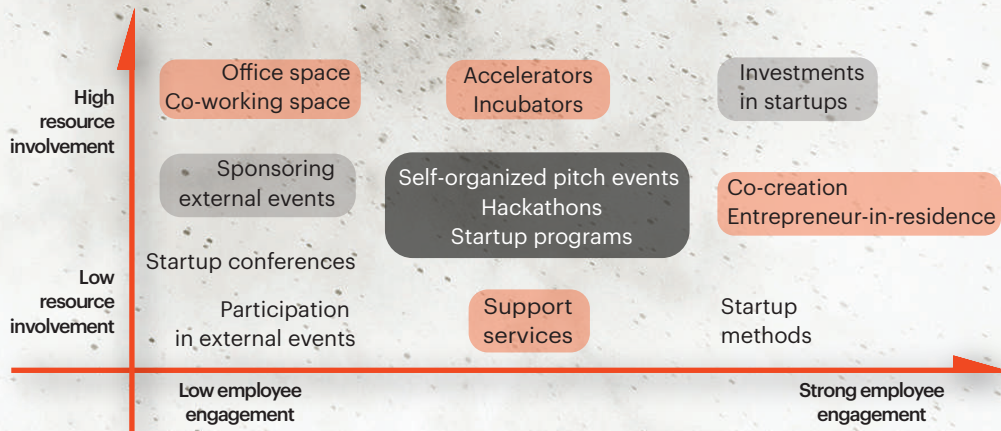 High
resource
involvement
Office space
Co-working space
Accelerators
Incubators
Investments
in startups
Sponsoring
external events
Self-organized pitch events
Hackathons
Startup programs
Co-creation
Entrepreneur-in-residence
Startup conferences
Low
resource
involvement
Participation
in external events
Support
services
Startup
methods
Low employee
engagement
Strong employee
engagement